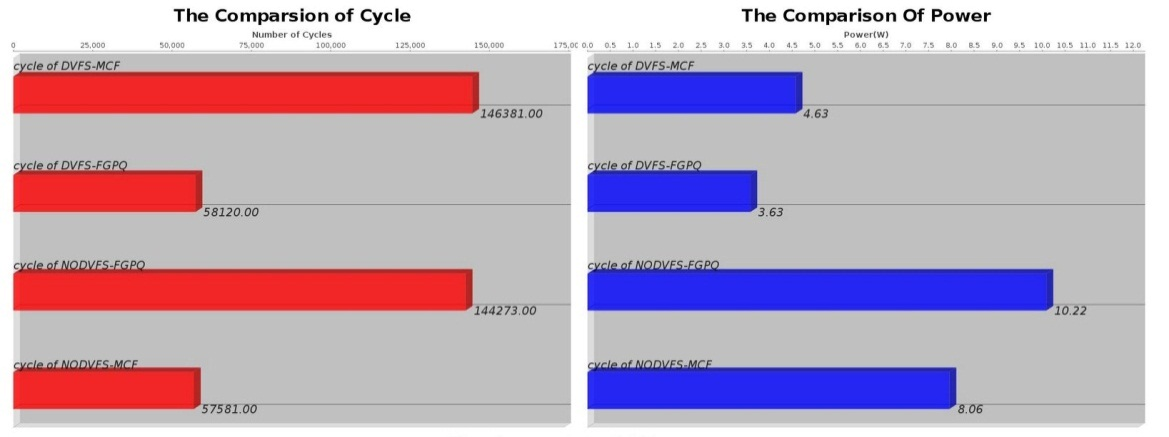 The Comparsion of Cycle
Number of Cycles
0 25,000 50,000 75,000 100,000 125,000 150,000 175,00
cycle of DVFS-MCF
146381.00
cycle of DVFS-FGPQ
58120.00
cycle of NODVFS-FGPQ
144273.00
cycle of NODVFS-MCF
57581.00
The Comparison Of Power
Power(W)
0.0 0.5 1.0 1.5 2.0 2.5 3.0 3.5 4.0 4.5 5.0 5.5 6.0 6.5 7.0 7.5 8.0 8.5 9.0 9.5 10.0 10.5 11.0 11.5 12.0
cycle of DVFS-MCF
4.63
cycle of DVFS-FGPQ
3.63
cycle of NODVFS-FGPQ
10.22
cycle of NODVFS-MCF
8.06